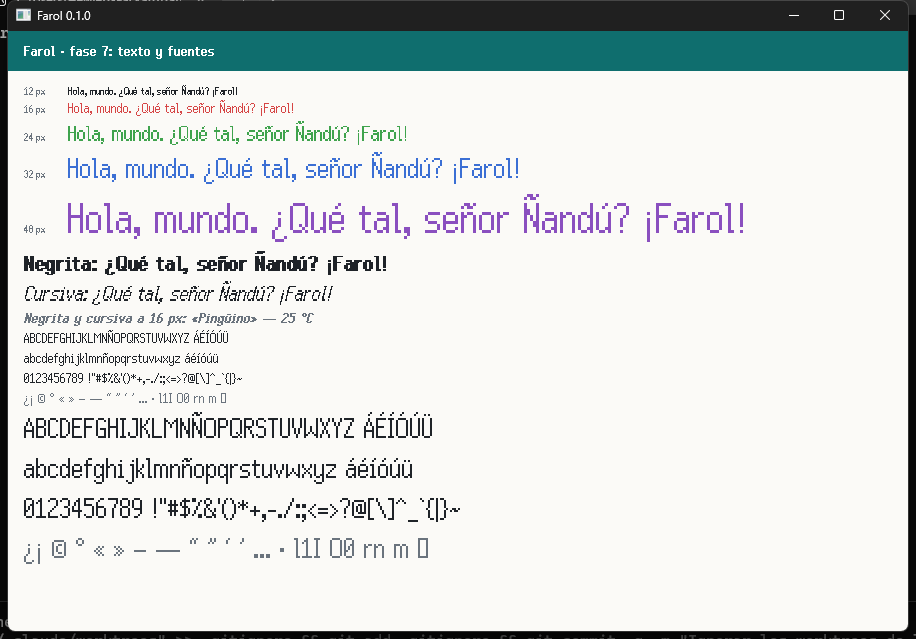 Farol 0.1.0
Farol - fase 7: texto y fuentes
12 px Hola, mundo. ¿Qué tal, señor Ñandú? ¡Farol!
16 px Hola, mundo. ¿Qué tal, señor Ñandú? ¡Farol!
24 px Hola, mundo. ¿Qué tal, señor Ñandú? ¡Farol!
32 px Hola, mundo. ¿Qué tal, señor Ñandú? ¡Farol!
48 px Hola, mundo. ¿Qué tal, señor Ñandú? ¡Farol!
Negrita: ¿Qué tal, señor Ñandú? ¡Farol!
Cursiva: ¿Qué tal, señor Ñandú? ¡Farol!
Negrita y cursiva a 16 px: «Pingüino» — 25 °C
ABCDEFGHIJKLMNÑOPQRSTUVWXYZ ÁÉÍÓÚÜ
abcdefghijklmnñopqrstuvwxyz áéíóúü
0123456789 !"#$%&'()*+,-./:;<=>?@[\]^_`{|}~
¿¡ © ° « » – — “ ” ‘ ’ … · l1I O0 rn m ▯
ABCDEFGHIJKLMNÑOPQRSTUVWXYZ ÁÉÍÓÚÜ
abcdefghijklmnñopqrstuvwxyz áéíóúü
0123456789 !"#$%&'()*+,-./:;<=>?@[\]^_`{|}~
¿¡ © ° « » – — “ ” ‘ ’ … · l1I O0 rn m ▯